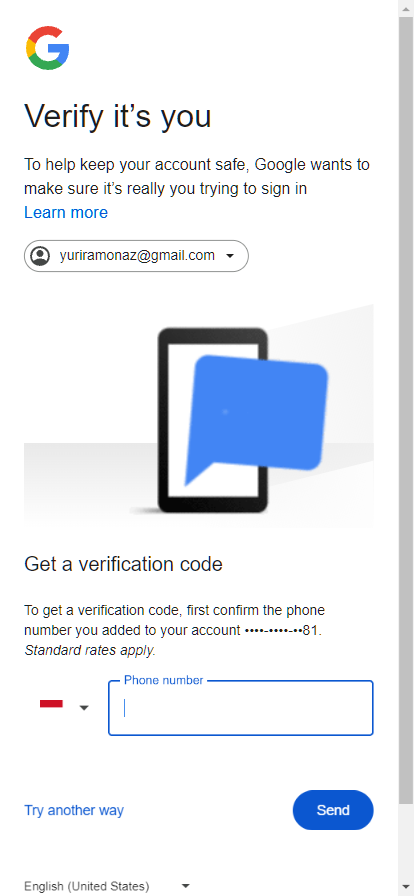 Verify it’s you
To help keep your account safe, Google wants to
make sure it’s really you trying to sign in
Learn more
yuriramonaz@gmail.com
Get a verification code
To get a verification code, first confirm the phone
number you added to your account ••••-••••-••81.
Standard rates apply.
Phone number
Try another way
Send
English (United States)